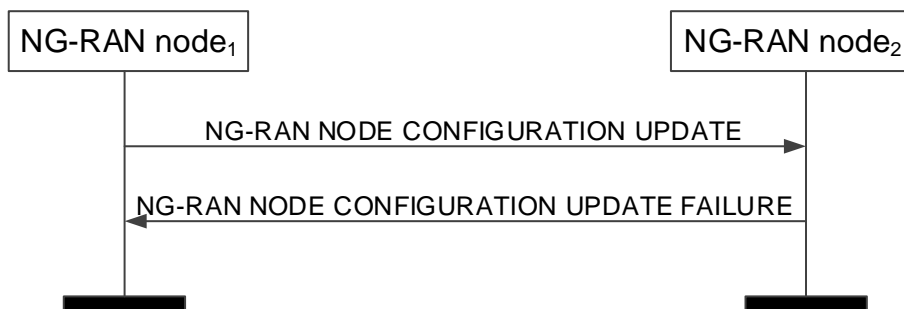 NG-RAN node₁
NG-RAN node₂
NG-RAN NODE CONFIGURATION UPDATE
NG-RAN NODE CONFIGURATION UPDATE FAILURE